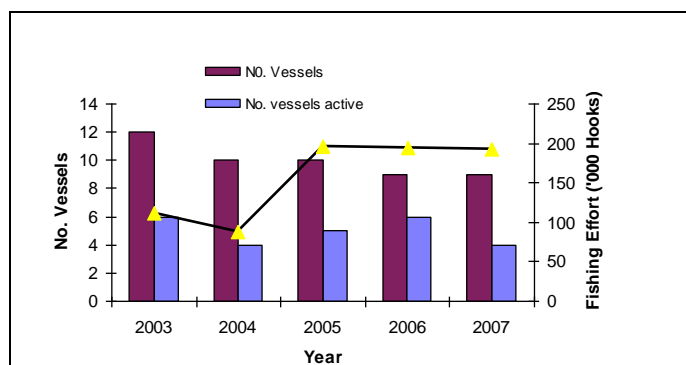 N0. Vessels
No. vessels active
14
12
10
8
6
4
2
0
No. Vessels
250
200
150
100
50
0
Fishing Effort ('000 Hooks)
2003 2004 2005 2006 2007
Year